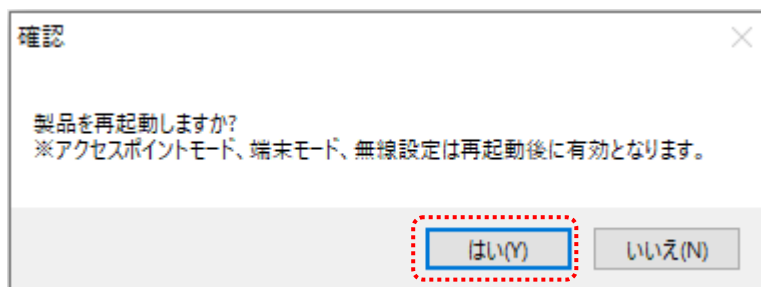 確認
製品を再起動しますか?
※アクセスポイントモード、端末モード、無線設定は再起動後に有効となります。
はい(Y)
いいえ(N)